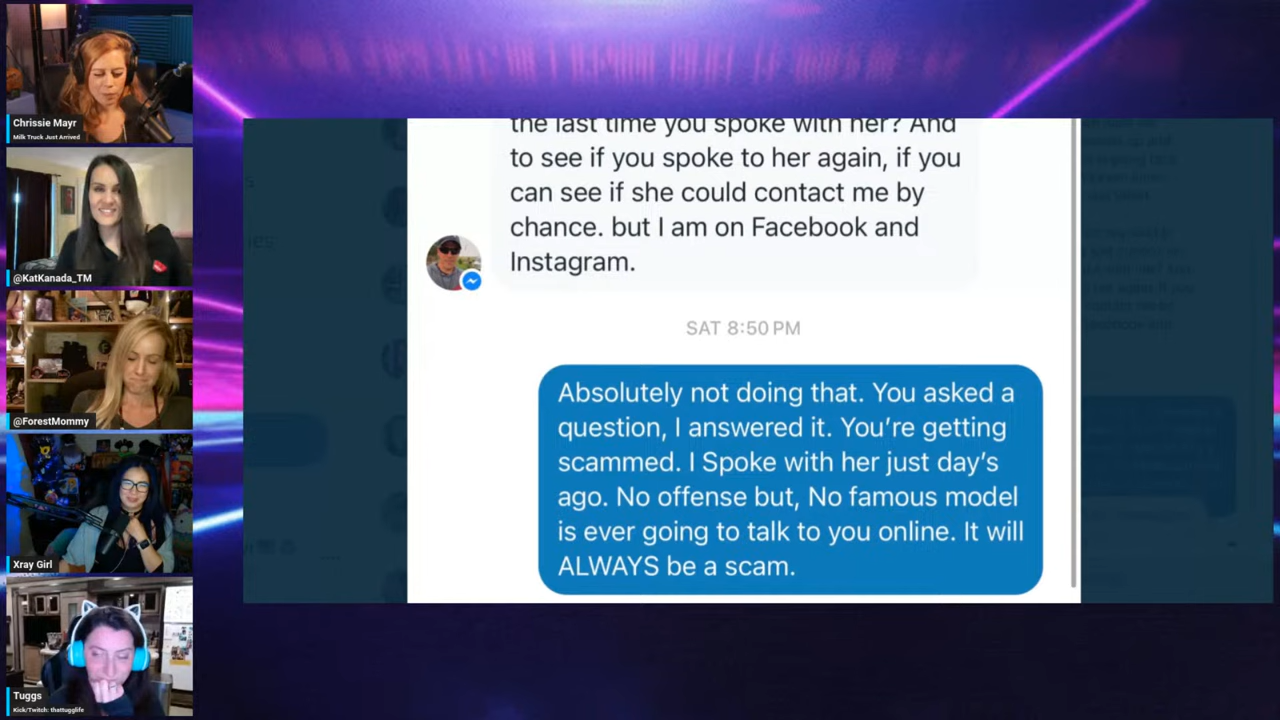 Chrissie Mayr
Milk Truck Just Arrived
@KatKanada_TM
@ForestMommy
Xray Girl
Tuggs
Kick/Twitch: thattugglife
the last time you spoke with her? And
to see if you spoke to her again, if you
can see if she could contact me by
chance. but I am on Facebook and
Instagram.
SAT 8:50 PM
Absolutely not doing that. You asked a
question, I answered it. You're getting
scammed. I Spoke with her just day's
ago. No offense but, No famous model
is ever going to talk to you online. It will
ALWAYS be a scam.